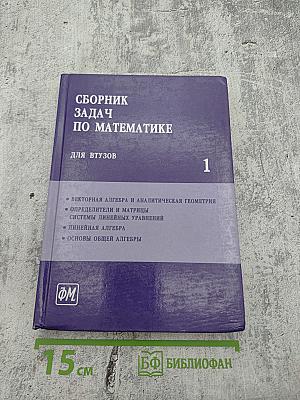 СБОРНИК
ЗАДАЧ
ПО МАТЕМАТИКЕ
ДЛЯ ВТУЗОВ
1
• ВЕКТОРНАЯ АЛГЕБРА И АНАЛИТИЧЕСКАЯ ГЕОМЕТРИЯ
• ОПРЕДЕЛИТЕЛИ И МАТРИЦЫ
СИСТЕМЫ ЛИНЕЙНЫХ УРАВНЕНИЙ
• ЛИНЕЙНАЯ АЛГЕБРА
• ОСНОВЫ ОБЩЕЙ АЛГЕБРЫ
ФМ
15 см
БФ БИБЛИОФАН